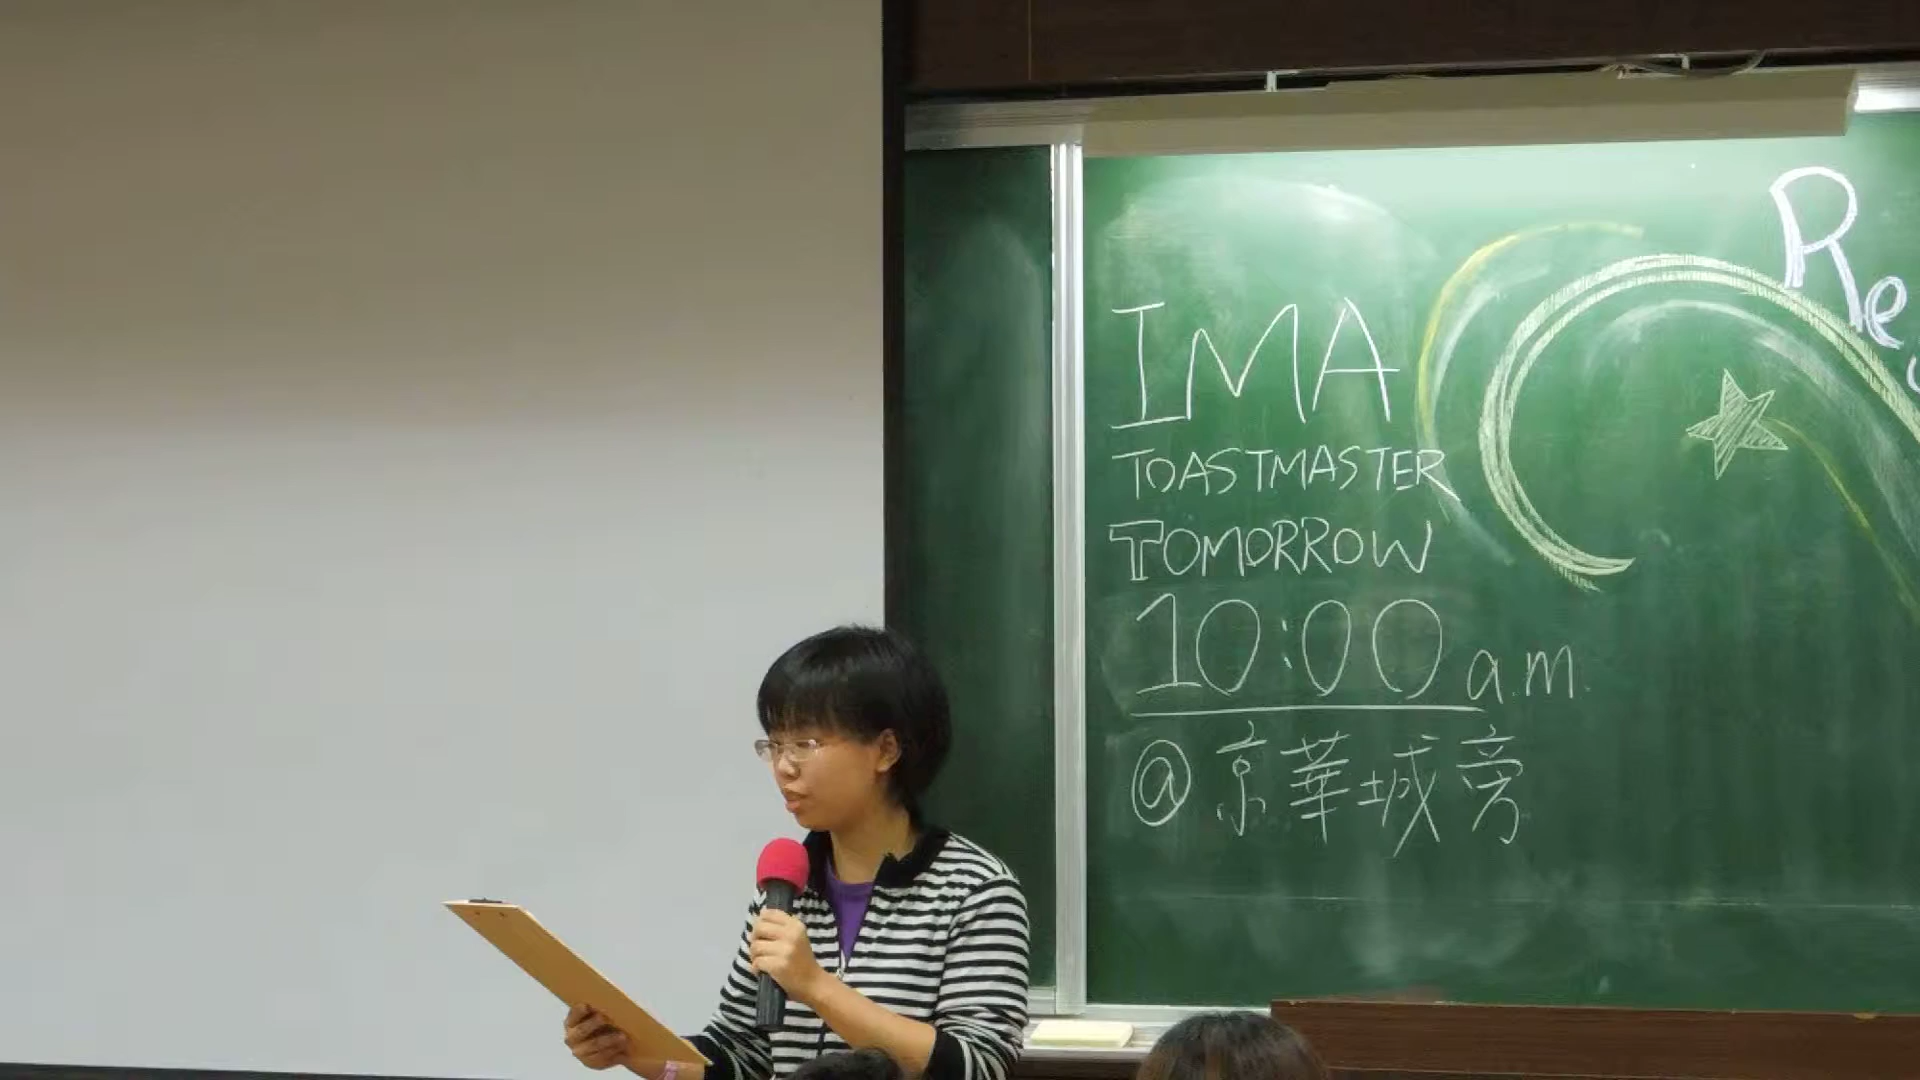 IMA
TOASTMASTER
TOMORROW
10:00 a.m.
@京華城旁
Re